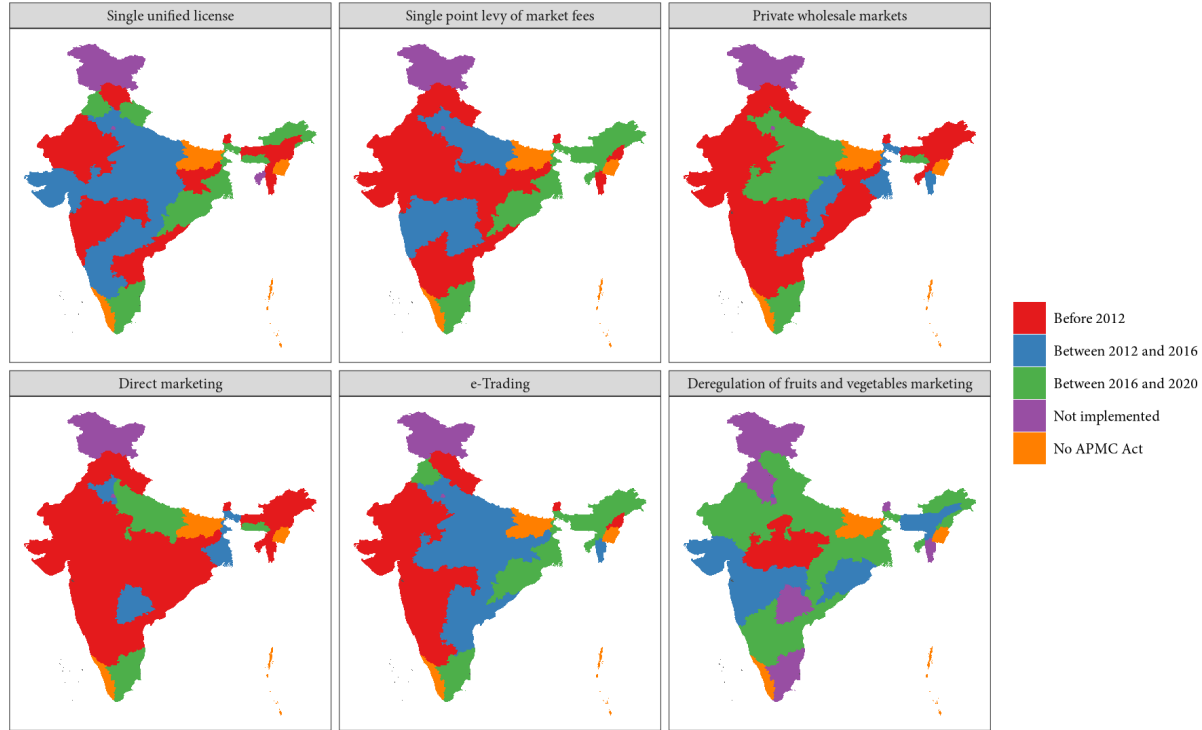 Single unified license
Single point levy of market fees
Private wholesale markets
Direct marketing
e-Trading
Deregulation of fruits and vegetables marketing
Before 2012
Between 2012 and 2016
Between 2016 and 2020
Not implemented
No APMC Act